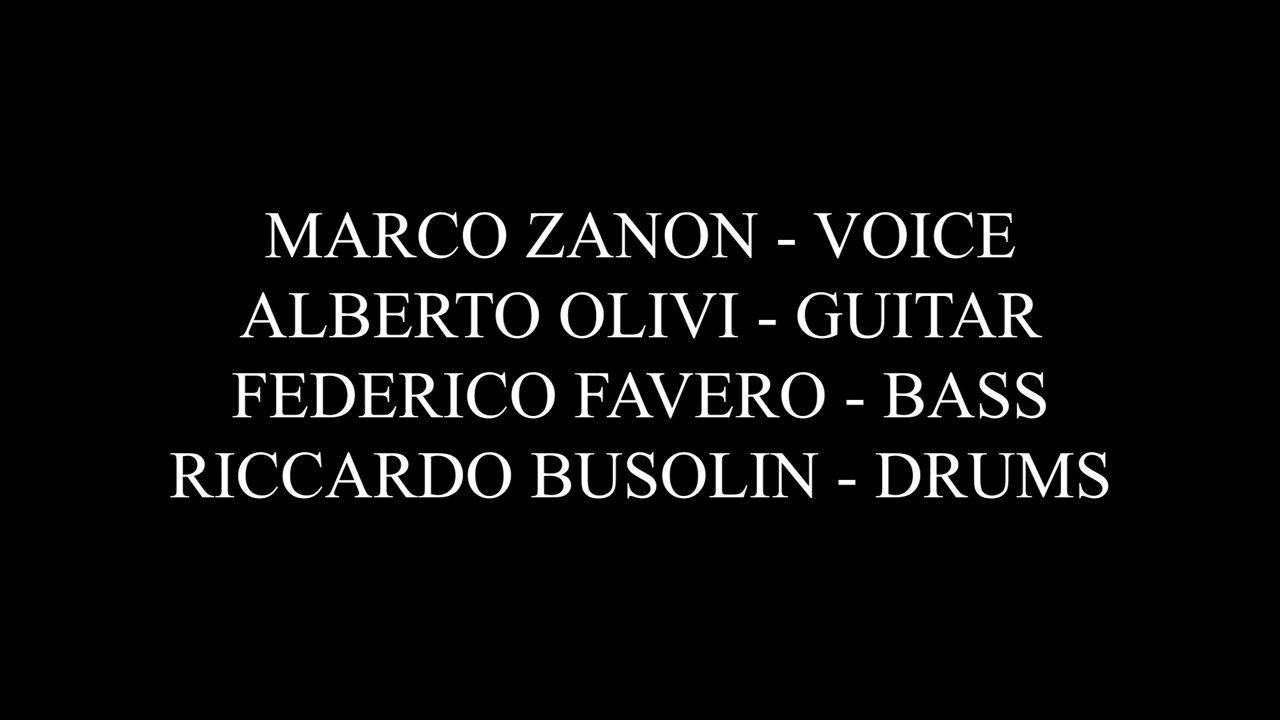 MARCO ZANON - VOICE
ALBERTO OLIVI - GUITAR
FEDERICO FAVERO - BASS
RICCARDO BUSOLIN - DRUMS